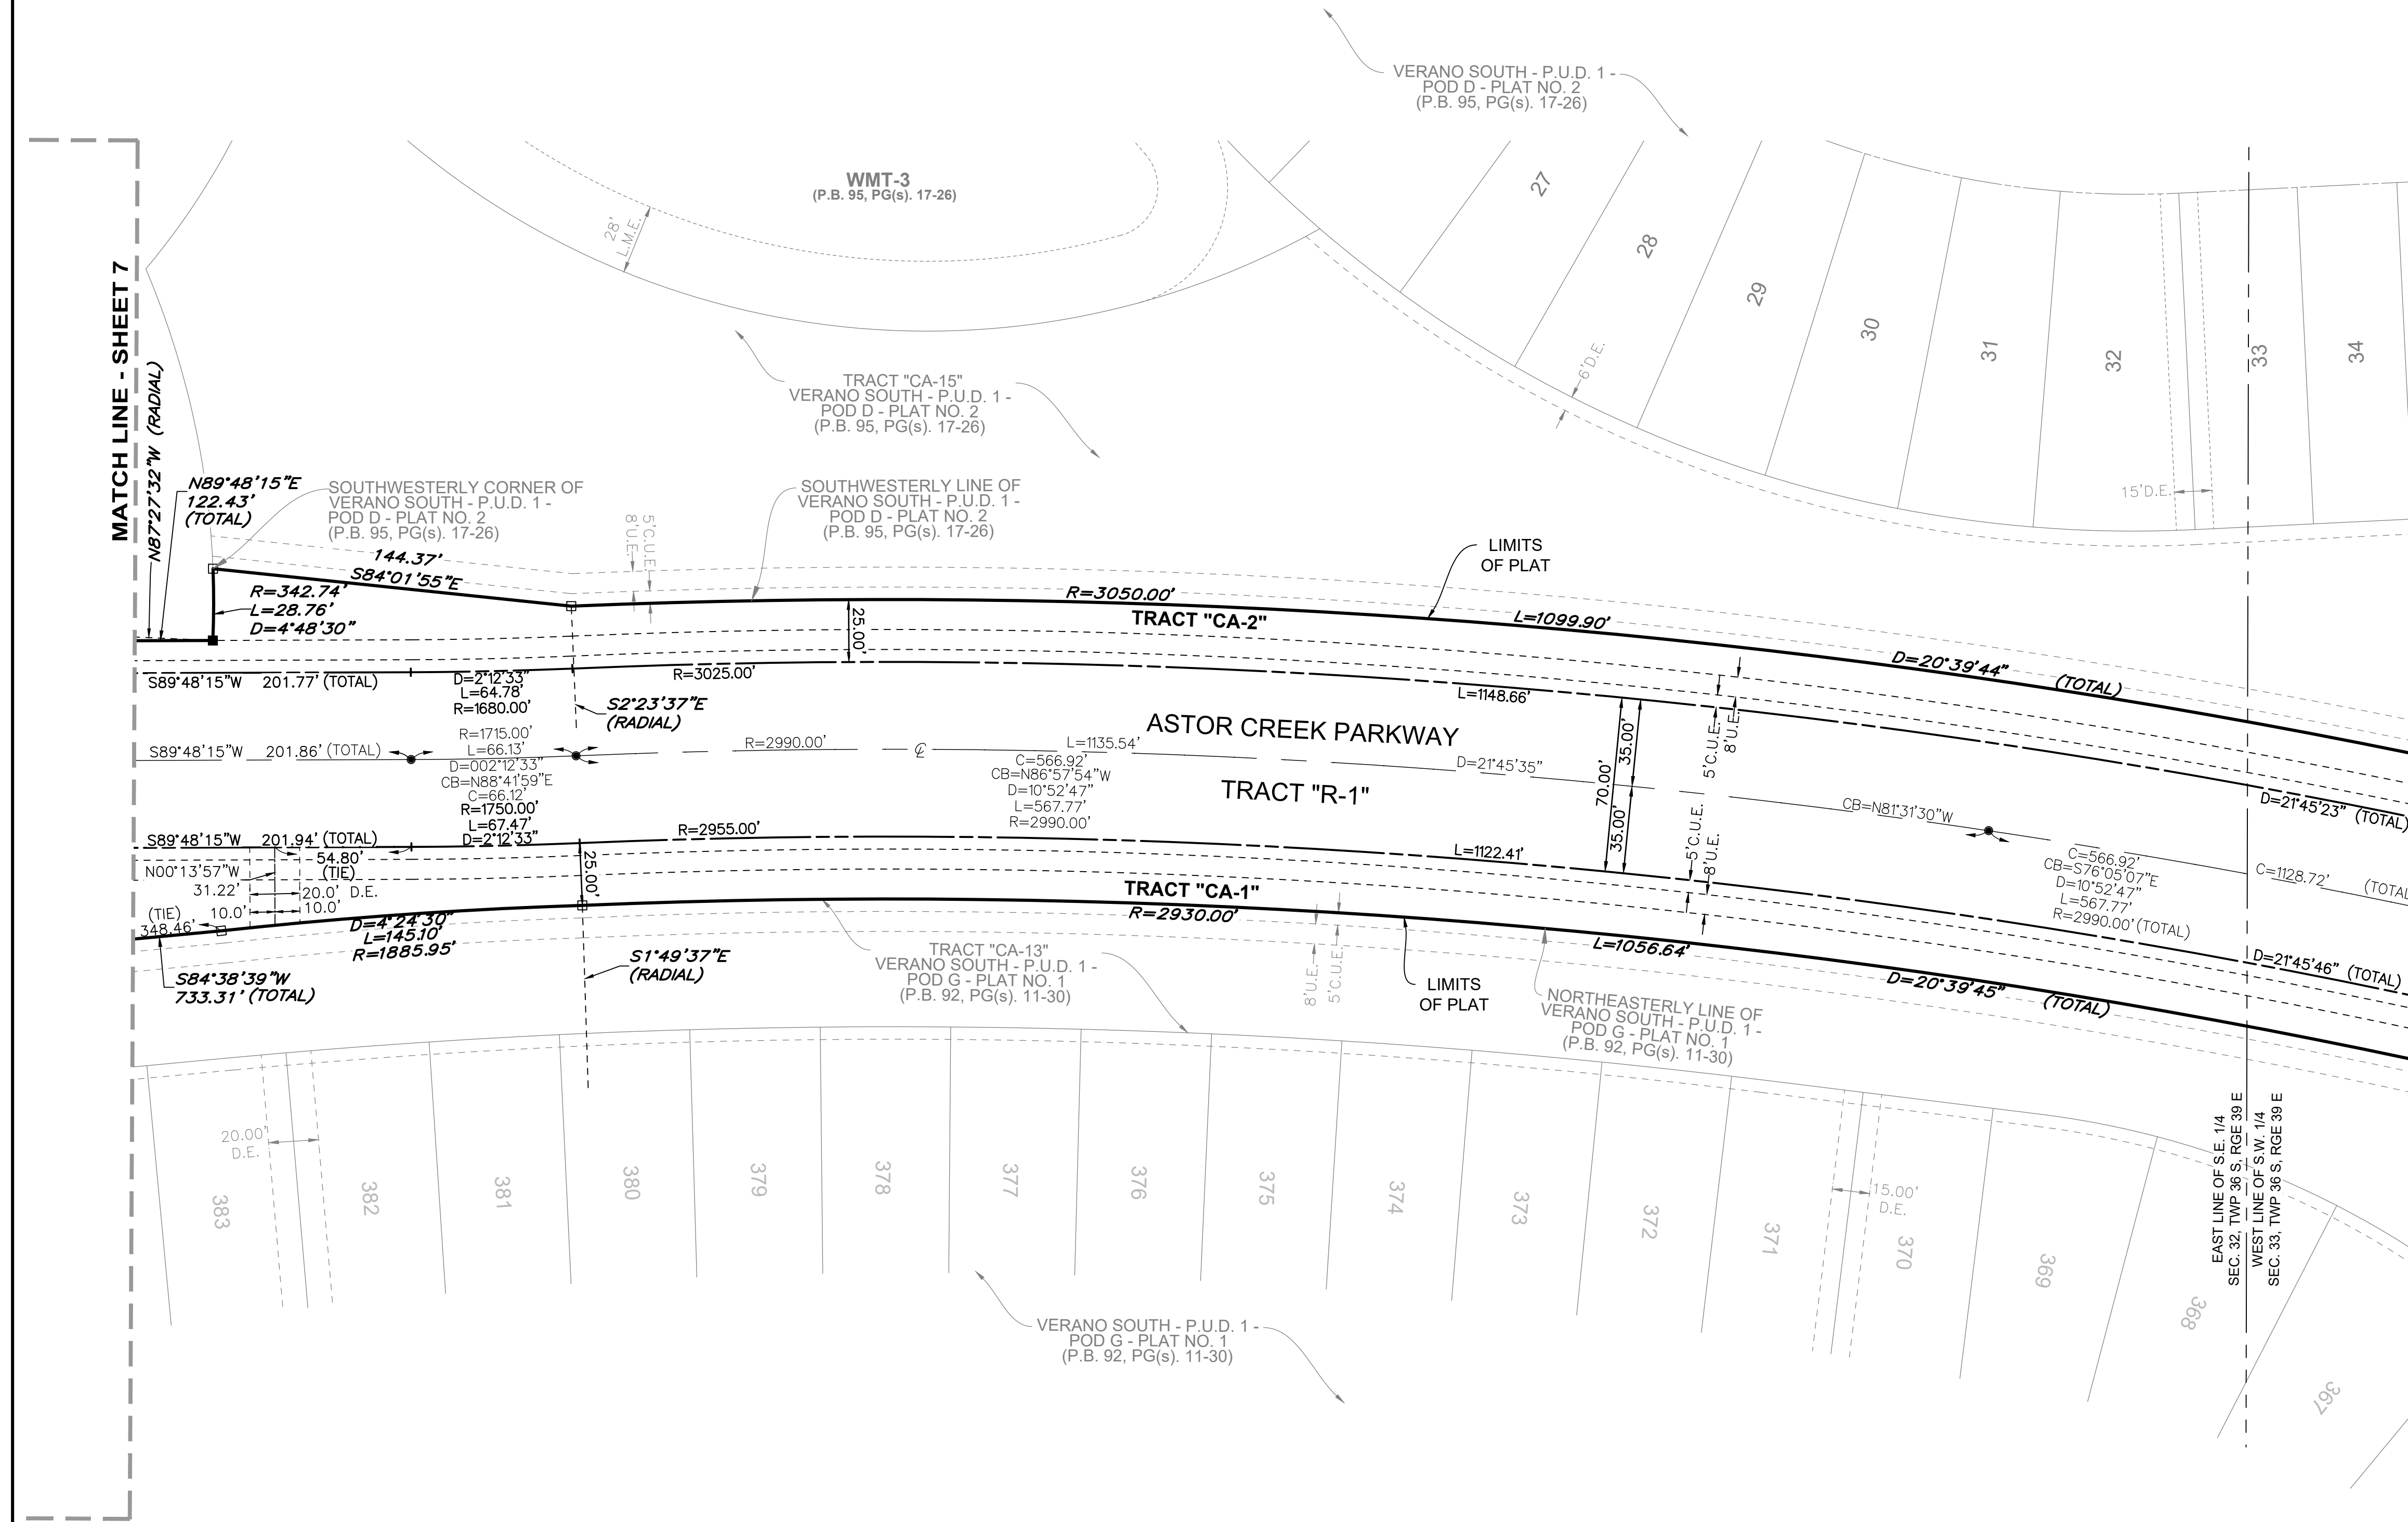 VERANO SOUTH - P.U.D. 1 -
POD D - PLAT NO. 2
(P.B. 95, PG(s). 17-26)
WMT-3
(P.B. 95, PG(s). 17-26)
28'
L.M.E.
27
28
29
30
31
32
33
34
6'D.E.
15'D.E.
MATCH LINE - SHEET 7
N87°27'32"W (RADIAL)
TRACT "CA-15"
VERANO SOUTH - P.U.D. 1 -
POD D - PLAT NO. 2
(P.B. 95, PG(s). 17-26)
N89°48'15"E
122.43'
(TOTAL)
SOUTHWESTERLY CORNER OF
VERANO SOUTH - P.U.D. 1 -
POD D - PLAT NO. 2
(P.B. 95, PG(s). 17-26)
8'U.E.
5'C.U.E.
SOUTHWESTERLY LINE OF
VERANO SOUTH - P.U.D. 1 -
POD D - PLAT NO. 2
(P.B. 95, PG(s). 17-26)
LIMITS
OF PLAT
144.37'
S84°01'55"E
R=342.74'
L=28.76'
D=4°48'30"
R=3050.00'
L=1099.90'
D=20°39'44" (TOTAL)
TRACT "CA-2"
25.00'
S89°48'15"W 201.77' (TOTAL)
D=2°12'33"
L=64.78'
R=1680.00'
R=3025.00'
L=1148.66'
D=21°45'23" (TOTAL)
S2°23'37"E
(RADIAL)
ASTOR CREEK PARKWAY
TRACT "R-1"
S89°48'15"W 201.86' (TOTAL)
R=1715.00'
L=66.13'
D=002°12'33"
CB=N88°41'59"E
C=66.12'
R=2990.00'
℄
L=1135.54'
D=21°45'35"
CB=N81°31'30"W
C=1128.72' (TOTAL
C=566.92'
CB=N86°57'54"W
D=10°52'47"
L=567.77'
R=2990.00'
70.00'
35.00'
35.00'
5'C.U.E.
8'U.E.
5'C.U.E.
8'U.E.
C=566.92'
CB=S76°05'07"E
D=10°52'47"
L=567.77'
R=2990.00' (TOTAL)
R=1750.00'
L=67.47'
D=2°12'33"
S89°48'15"W 201.94' (TOTAL)
R=2955.00'
L=1122.41'
D=21°45'46" (TOTAL)
54.80'
(TIE)
N00°13'57"W
31.22'
20.0' D.E.
10.0'
10.0'
(TIE)
348.46'
25.00'
TRACT "CA-1"
D=4°24'30"
L=145.10'
R=1885.95'
R=2930.00'
L=1056.64'
D=20°39'45" (TOTAL)
S84°38'39"W
733.31' (TOTAL)
S1°49'37"E
(RADIAL)
TRACT "CA-13"
VERANO SOUTH - P.U.D. 1 -
POD G - PLAT NO. 1
(P.B. 92, PG(s). 11-30)
8'U.E.
5'C.U.E.
LIMITS
OF PLAT
NORTHEASTERLY LINE OF
VERANO SOUTH - P.U.D. 1 -
POD G - PLAT NO. 1
(P.B. 92, PG(s). 11-30)
20.00'
D.E.
383
382
381
380
379
378
377
376
375
374
373
372
371
15.00'
D.E.
370
369
368
367
EAST LINE OF S.E. 1/4
SEC. 32, TWP 36 S, RGE 39 E
WEST LINE OF S.W. 1/4
SEC. 33, TWP 36 S, RGE 39 E
VERANO SOUTH - P.U.D. 1 -
POD G - PLAT NO. 1
(P.B. 92, PG(s). 11-30)